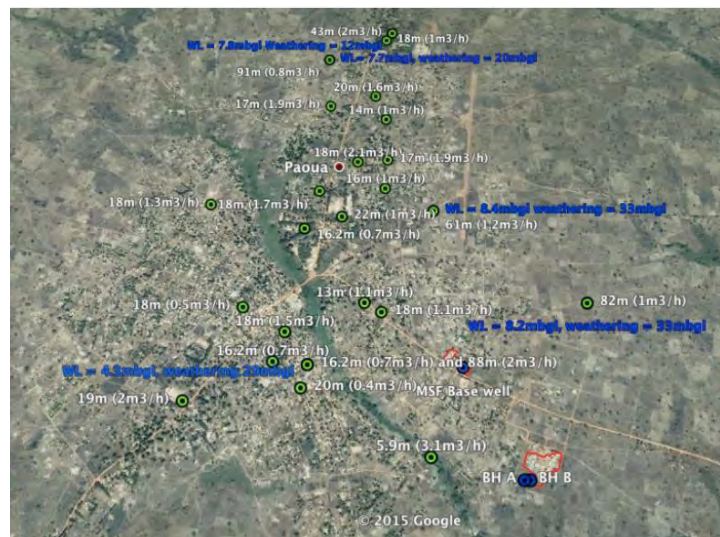 43m (2m3/h)
18m (1m3/h)
WL = 7.8mbgl Weathering = 12mbgl
WL= 7.7mbgl, weathering = 20mbgl
91m (0.8m3/h)
20m (1.6m3/h)
17m (1.9m3/h)
14m (1m3/h)
18m (2.1m3/h)
17m (1.9m3/h)
Paoua
16m (1m3/h)
18m (1.3m3/h)
18m (1.7m3/h)
WL = 8.4mbgl weathering = 33mbgl
22m (1m3/h)
61m (1.2m3/h)
16.2m (0.7m3/h)
13m (1.1m3/h)
82m (1m3/h)
18m (0.5m3/h)
18m (1.1m3/h)
18m (1.5m3/h)
WL = 8.2mbgl, weathering = 33mbgl
16.2m (0.7m3/h)
16.2m (0.7m3/h) and 88m (2m3/h)
WL = 4.1mbgl, weathering 29mbgl
20m (0.4m3/h)
MSF Base well
19m (2m3/h)
5.9m (3.1m3/h)
BH A
BH B
© 2015 Google